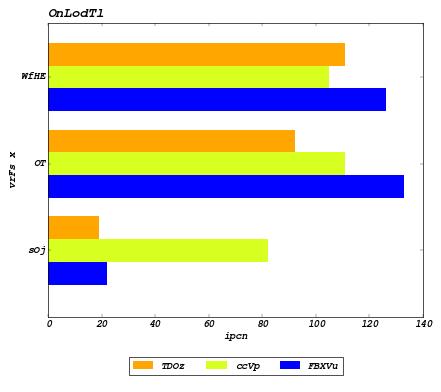 OnLodT1
WfHE
OT
sOj
vrFs x
0 20 40 60 80 100 120 140
ipcn
TDOz ccVp FBXVu